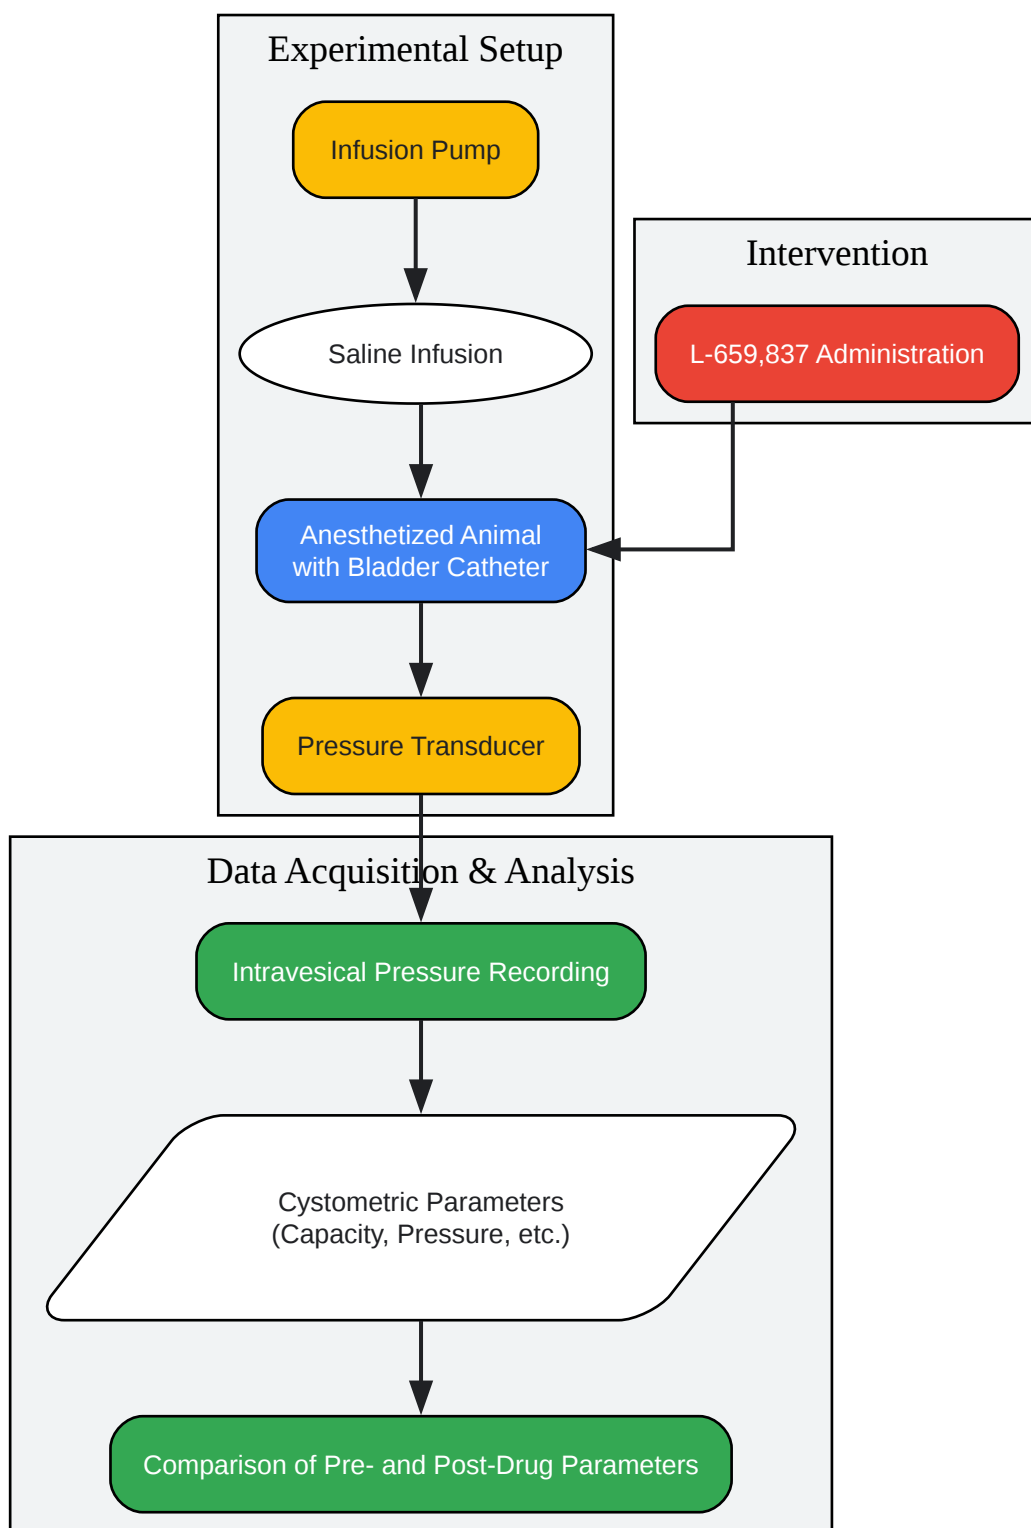 Experimental Setup
Infusion Pump
Saline Infusion
Intervention
L-659,837 Administration
Anesthetized Animal
with Bladder Catheter
Pressure Transducer
Data Acquisition & Analysis
Intravesical Pressure Recording
Cystometric Parameters
(Capacity, Pressure, etc.)
Comparison of Pre- and Post-Drug Parameters